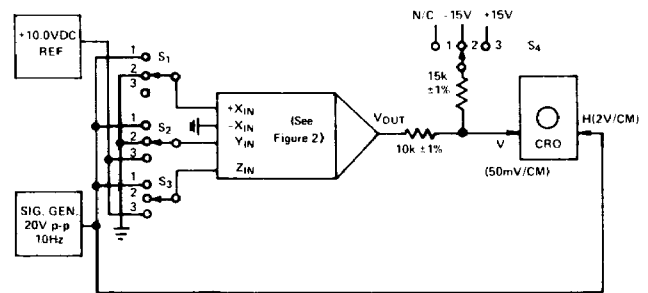 +10.0VDC
REF
1
2
3
S1
1
2
3
S2
1
2
3
S3
SIG. GEN.
20V p-p
10Hz
+XIN
-XIN
YIN
ZIN
(See
Figure 2)
VOUT
10k ±1%
N/C -15V +15V
1 2 3 S4
15k
±1%
V
(50mV/CM)
CRO
H(2V/CM)